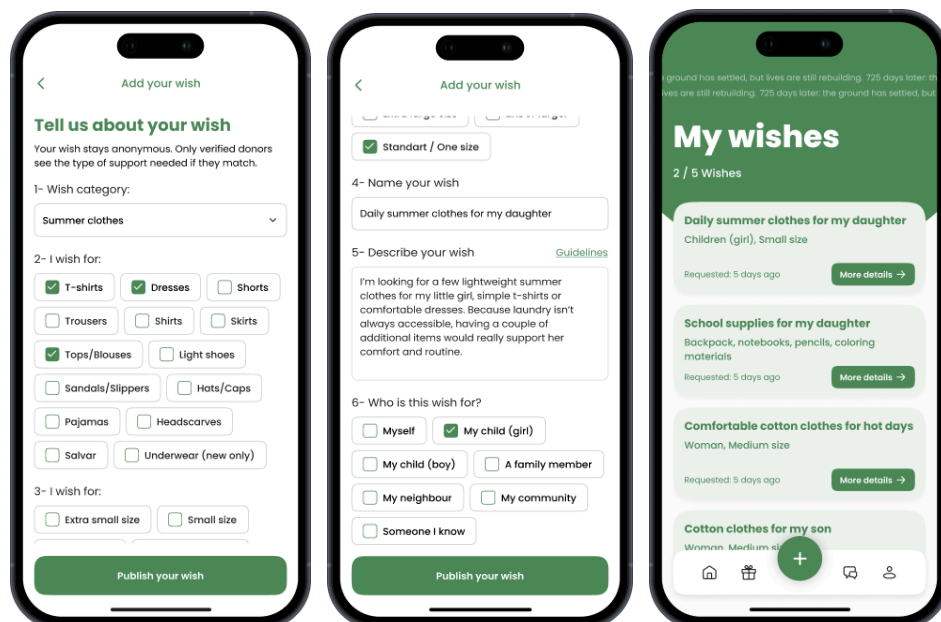 Add your wish
Tell us about your wish
Your wish stays anonymous. Only verified donors
see the type of support needed if they match.
1- Wish category:
Summer clothes
2- I wish for:
T-shirts
Dresses
Shorts
Trousers
Shirts
Skirts
Tops/Blouses
Light shoes
Sandals/Slippers
Hats/Caps
Pajamas
Headscarves
Salvar
Underwear (new only)
3- I wish for:
Extra small size
Small size
Publish your wish
Add your wish
Standart / One size
4- Name your wish
Daily summer clothes for my daughter
5- Describe your wish
Guidelines
I'm looking for a few lightweight summer
clothes for my little girl, simple t-shirts or
comfortable dresses. Because laundry isn't
always accessible, having a couple of
additional items would really support her
comfort and routine.
6- Who is this wish for?
Myself
My child (girl)
My child (boy)
A family member
My neighbour
My community
Someone I know
Publish your wish
ground has settled, but lives are still rebuilding. 725 days later: th
ives are still rebuilding. 725 days later: the ground has settled, but
My wishes
2 / 5 Wishes
Daily summer clothes for my daughter
Children (girl), Small size
Requested: 5 days ago
More details →
School supplies for my daughter
Backpack, notebooks, pencils, coloring
materials
Requested: 5 days ago
More details →
Comfortable cotton clothes for hot days
Woman, Medium size
Requested: 5 days ago
More details →
Cotton clothes for my son
Woman, Medium si